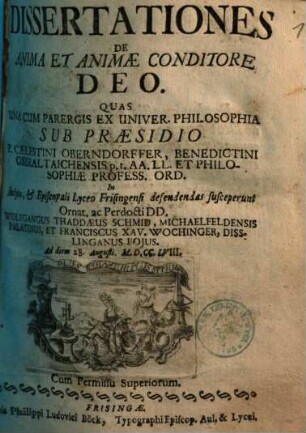 DISSERTATIONES
DE
ANIMA ET ANIMÆ CONDITORE
DEO.
QUAS
UNA CUM PARERGIS EX UNIVER. PHILOSOPHIA
SUB PRÆSIDIO
P. CÆLESTINI OBERNDORFFER, BENEDICTINI
OBERALTAICHENSIS p. t. AA. LL. ET PHILO-
SOPHIÆ PROFESS. ORD.
In
& Episcopali Lyceo Frisingensi defendendas susceperunt
Ornat. ac Perdocti DD.
WOLFGANGUS THADDÆUS SCHMID, MICHAELFELDENSIS
PALATINUS, ET FRANCISCUS XAV. WOCHINGER, DISS-
LINGANUS BOJUS.
Ad diem 28. Augusti. M.D.CC.LVIII.
Cum Permissu Superiorum.
FRISINGÆ.
Philippi Ludovici Böck, Typographi Episcop. Aul. & Lycei.